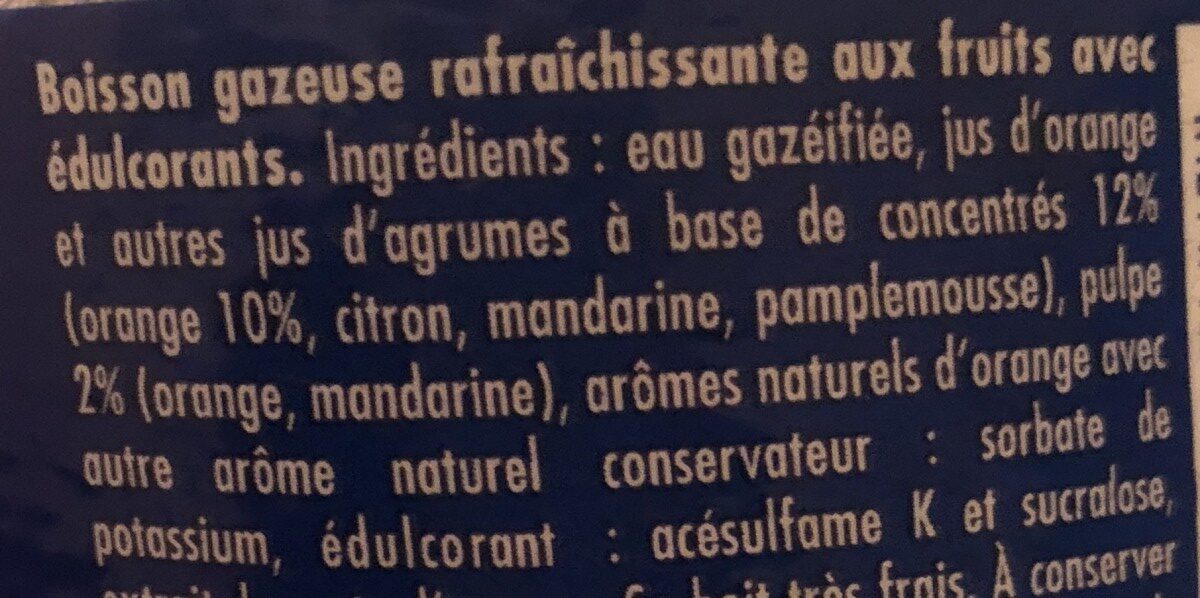 Boisson gazeuse rafraîchissante aux fruits avec
édulcorants. Ingrédients : eau gazéifiée, jus d'orange
et autres jus d'agrumes à base de concentrés 12%
(orange 10%, citron, mandarine, pamplemousse), pulpe
2% (orange, mandarine), arômes naturels d'orange avec
autre arôme naturel conservateur : sorbate de
potassium, édulcorant : acésulfame K et sucralose,
très frais. À conserver